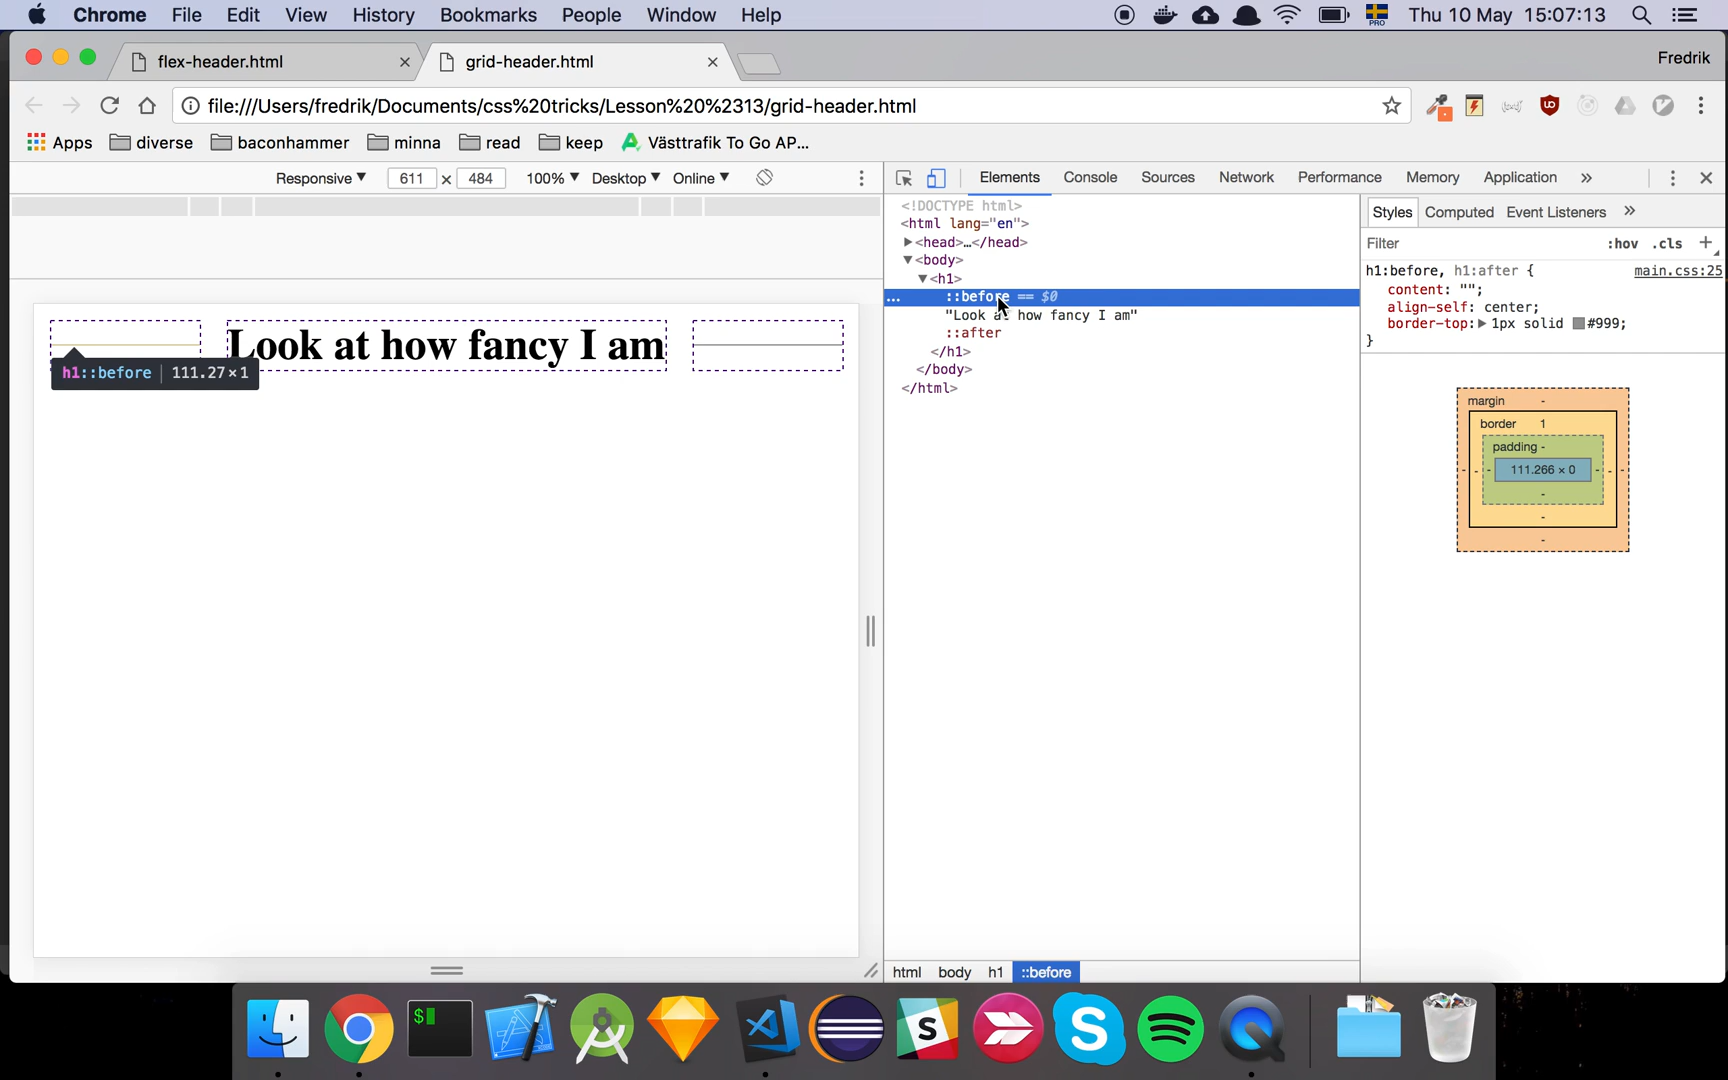 Chrome File Edit View History Bookmarks People Window Help PRO Thu 10 May 15:07:13
flex-header.html grid-header.html Fredrik
file:///Users/fredrik/Documents/css%20tricks/Lesson%20%2313/grid-header.html
Apps diverse baconhammer minna read keep Västtrafik To Go AP...
Responsive ▼ 611 × 484 100% ▼ Desktop ▼ Online ▼
Elements Console Sources Network Performance Memory Application »
<!DOCTYPE html>
<html lang="en">
▶<head>…</head>
▼<body>
▼<h1>
... ::before == $0
"Look at how fancy I am"
::after
</h1>
</body>
</html>
Styles Computed Event Listeners »
Filter :hov .cls +
h1:before, h1:after { main.css:25
content: "";
align-self: center;
border-top:▶1px solid #999;
}
margin -
border 1
padding -
- - - 111.266 × 0 - - -
-
-
-
Look at how fancy I am
h1::before 111.27×1
html body h1 ::before
$
S